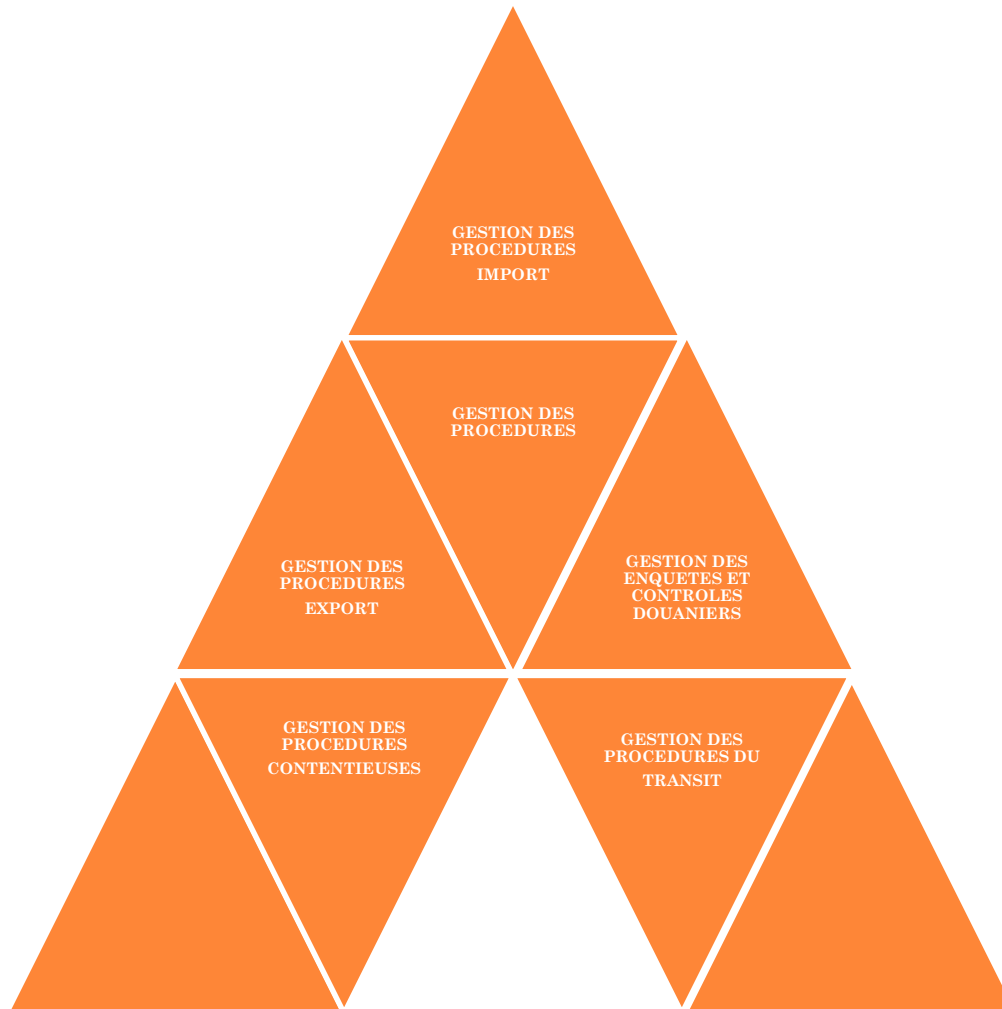 GESTION DES
PROCEDURES
IMPORT
GESTION DES
PROCEDURES
GESTION DES
PROCEDURES
EXPORT
GESTION DES
ENQUETES ET
CONTROLES
DOUANIERS
GESTION DES
PROCEDURES
CONTENTIEUSES
GESTION DES
PROCEDURES DU
TRANSIT